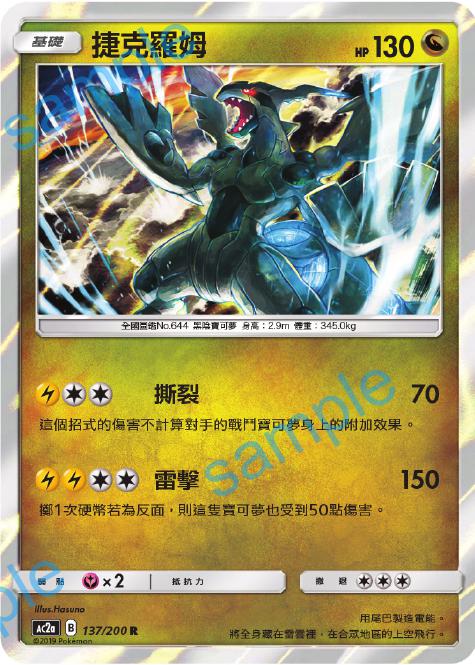 基礎 捷克羅姆 HP 130
sample
全國圖鑑No.644 黑陰寶可夢 身高：2.9m 體重：345.0kg
撕裂 70
這個招式的傷害不計算對手的戰鬥寶可夢身上的附加效果。
sample
雷擊 150
擲1次硬幣若為反面，則這隻寶可夢也受到50點傷害。
弱點 ×2 抵抗力 撤退
Illus.Hasuno
AC2a B 137/200 R
©2019 Pokémon
用尾巴製造電能。
將全身藏在雷雲裡，在合眾地區的上空飛行。
sample
sample
ple